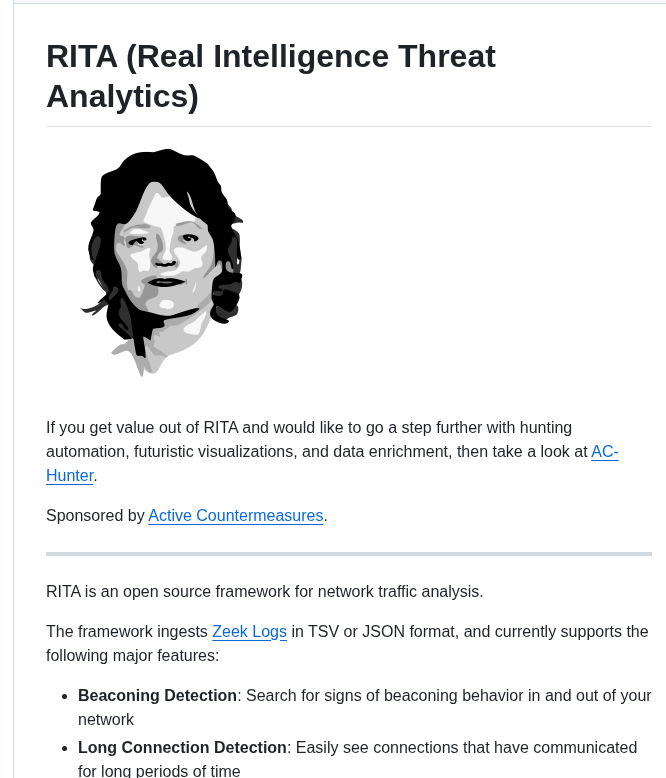 RITA (Real Intelligence Threat
Analytics)
If you get value out of RITA and would like to go a step further with hunting
automation, futuristic visualizations, and data enrichment, then take a look at AC-
Hunter.
Sponsored by Active Countermeasures.
RITA is an open source framework for network traffic analysis.
The framework ingests Zeek Logs in TSV or JSON format, and currently supports the
following major features:
• Beaconing Detection: Search for signs of beaconing behavior in and out of your
network
• Long Connection Detection: Easily see connections that have communicated
for long periods of time